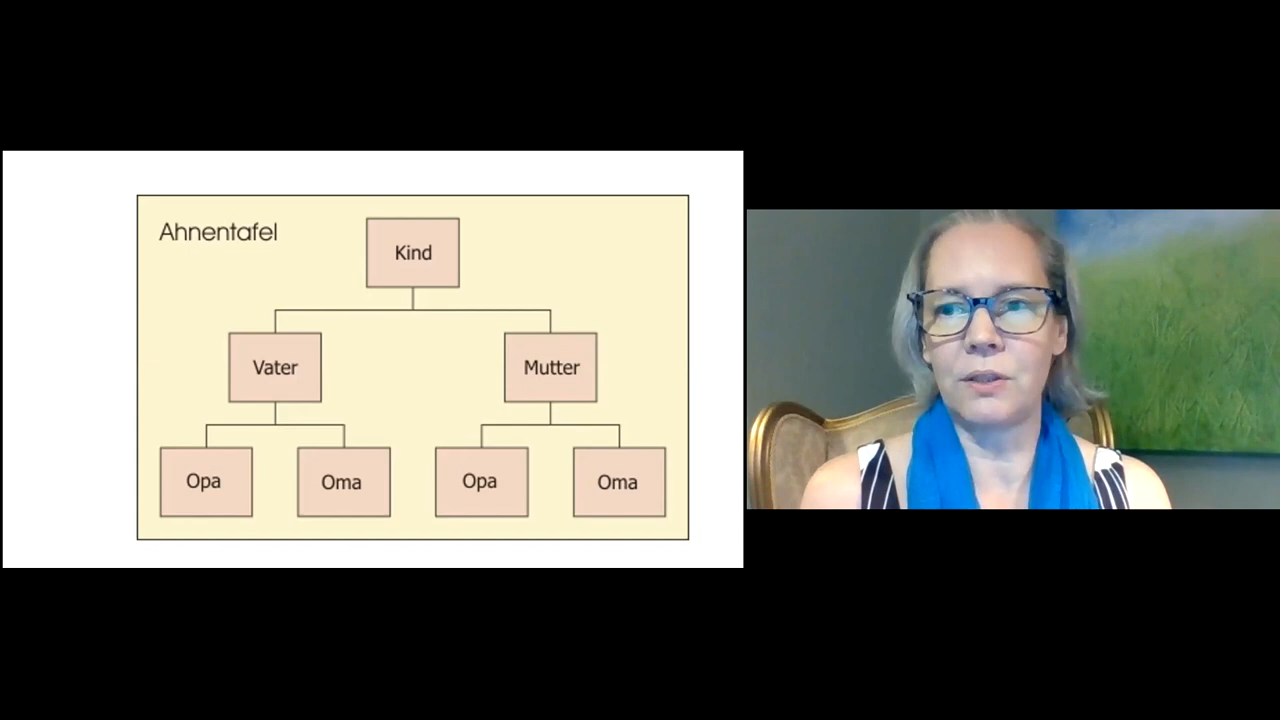 Ahnentafel
Kind
Vater
Mutter
Opa
Oma
Opa
Oma